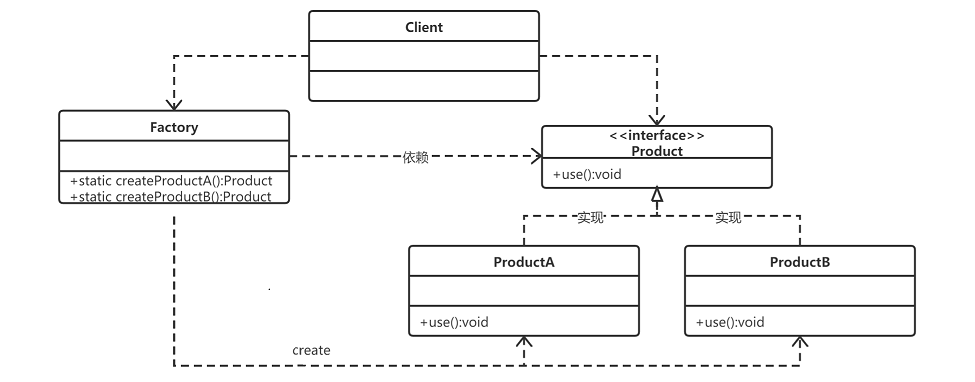 Client
Factory
+static createProductA():Product
+static createProductB():Product
依赖
<<interface>>
Product
+use():void
实现
实现
ProductA
+use():void
ProductB
+use():void
create